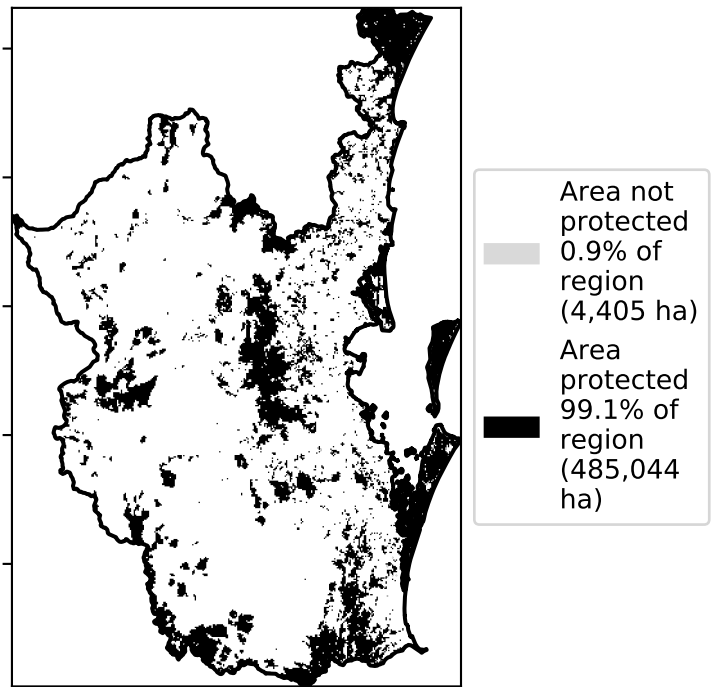 Area not
protected
0.9% of
region
(4,405 ha)
Area
protected
99.1% of
region
(485,044
ha)